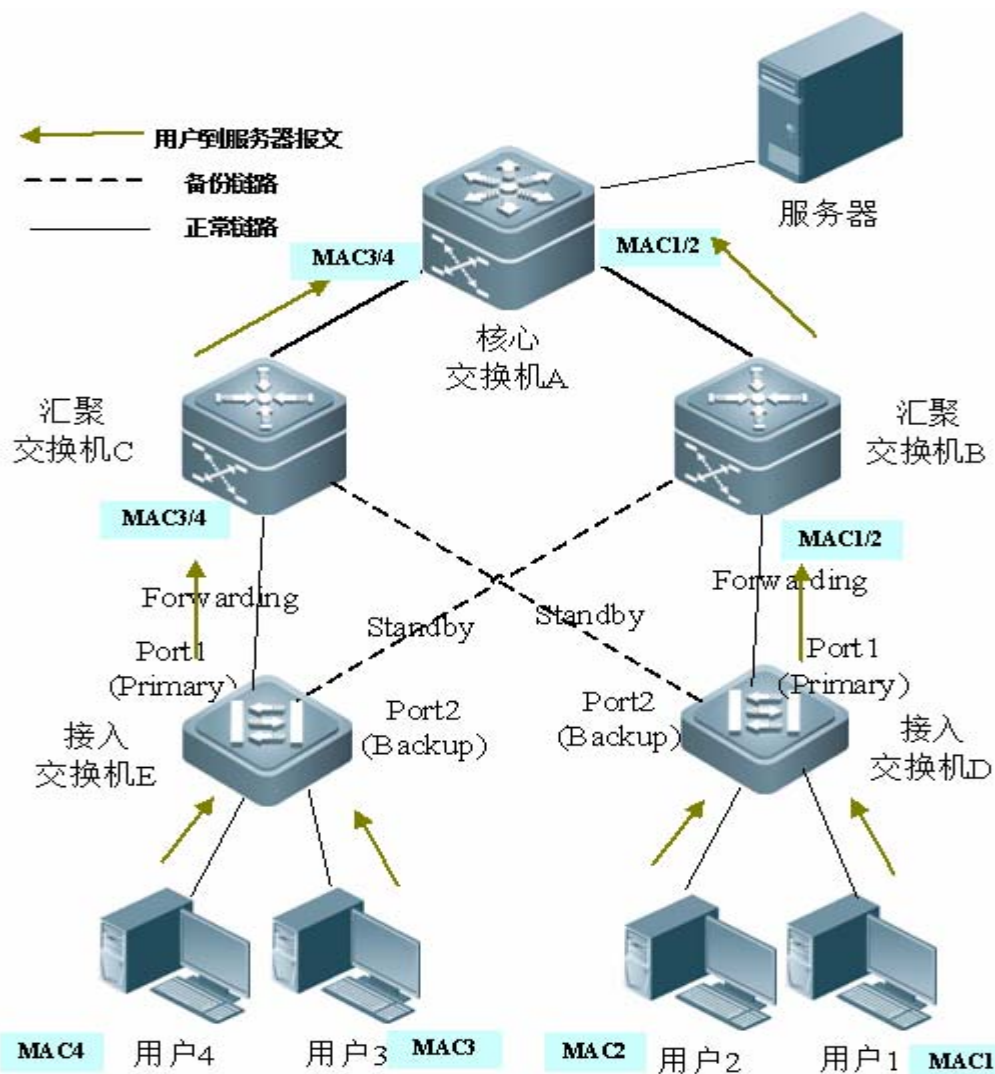 用户到服务器报文
备份链路
正常链路
服务器
MAC3/4
MAC1/2
核心
交换机A
汇聚
交换机C
汇聚
交换机B
MAC3/4
MAC1/2
Forwarding
Forwarding
Standby
Standby
Port1
(Primary)
Port1
(Primary)
Port2
(Backup)
Port2
(Backup)
接入
交换机E
接入
交换机D
MAC4
用户4
用户3
MAC3
MAC2
用户2
用户1
MAC1